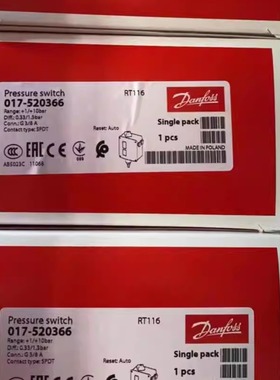 Pressure switch
RT116
017-520366
Range: +1/+10bar
Diff.: 0.33/1.3bar
Conn.: G 3/8 A
Contact type: SPDT
Reset: Auto
Danfoss
Single pack
1 pcs
MADE IN POLAND
EAC CE
Pressure switch
RT116
017-520366
Range: +1/+10bar
Diff.: 0.33/1.3bar
Conn.: G 3/8 A
Contact type: SPDT
Reset: Auto
Danfoss
Single pack
1 pcs